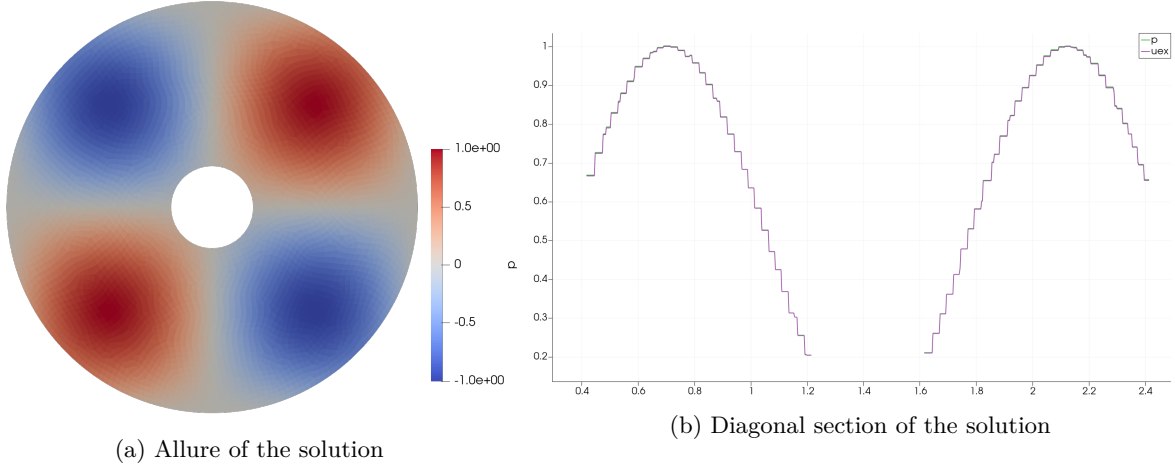 1.0e+00
0.5
0
-0.5
-1.0e+00
p
p
uex
1
0.9
0.8
0.7
0.6
0.5
0.4
0.3
0.2
0.4 0.6 0.8 1 1.2 1.4 1.6 1.8 2 2.2 2.4
(a) Allure of the solution
(b) Diagonal section of the solution